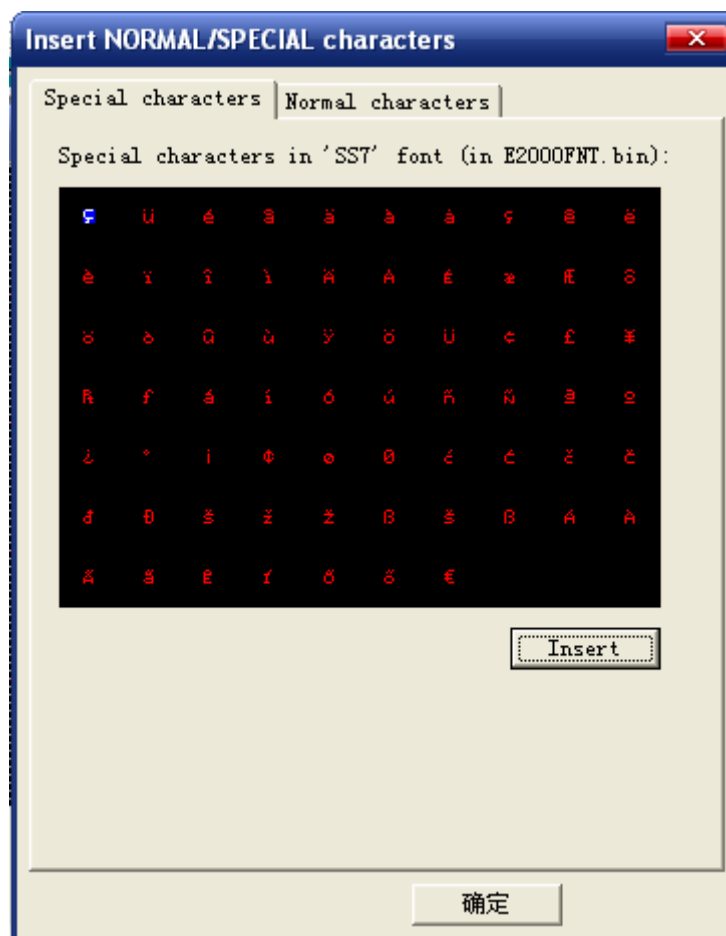 Insert NORMAL/SPECIAL characters
Special characters
Normal characters
Special characters in 'SS7' font (in E2000FNT.bin):
Ç ü é ä à ç ë
è ï î ì Ä É æ Æ
ö ò ù ÿ Ö Ü ¢ £ ¥
₧ ƒ á í ó ú ñ Ñ ª º
¿ ° ¡ ø Ø ć Ć č Č
đ Đ š ž Ž ß Š Á À
€
Insert
确定